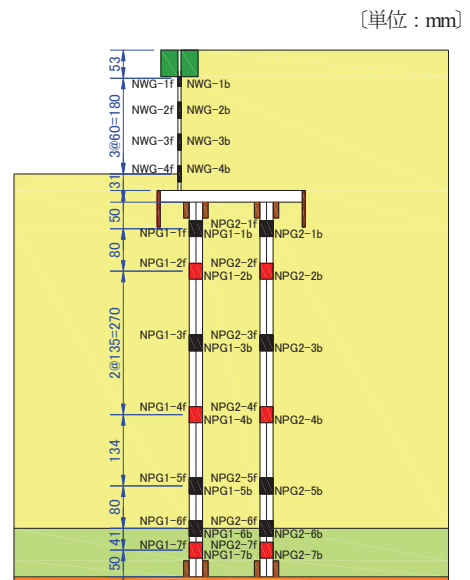 〔単位：mm〕
53
NWG-1f NWG-1b
3@60=180
NWG-2f NWG-2b
NWG-3f NWG-3b
NWG-4f NWG-4b
31
50
NPG1-1f NPG1-1b NPG2-1f NPG2-1b
80
NPG1-2f NPG1-2b NPG2-2f NPG2-2b
2@135=270
NPG1-3f NPG1-3b NPG2-3f NPG2-3b
NPG1-4f NPG1-4b NPG2-4f NPG2-4b
134
NPG1-5f NPG1-5b NPG2-5f NPG2-5b
80
NPG1-6f NPG1-6b NPG2-6f NPG2-6b
41
NPG1-7f NPG1-7b NPG2-7f NPG2-7b
50